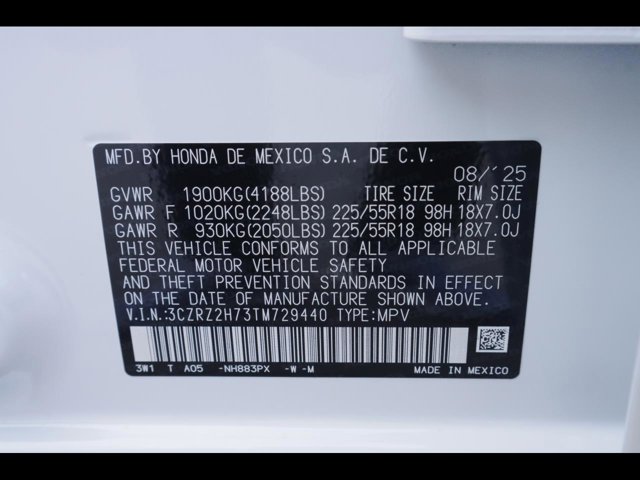 MFD.BY HONDA DE MEXICO S.A. DE C.V.
08/'25
GVWR 1900KG(4188LBS) TIRE SIZE RIM SIZE
GAWR F 1020KG(2248LBS) 225/55R18 98H 18X7.0J
GAWR R 930KG(2050LBS) 225/55R18 98H 18X7.0J
THIS VEHICLE CONFORMS TO ALL APPLICABLE
FEDERAL MOTOR VEHICLE SAFETY
AND THEFT PREVENTION STANDARDS IN EFFECT
ON THE DATE OF MANUFACTURE SHOWN ABOVE.
V.I.N.:3CZRZ2H73TM729440 TYPE:MPV
3W1 T A05 -NH883PX -W -M MADE IN MEXICO